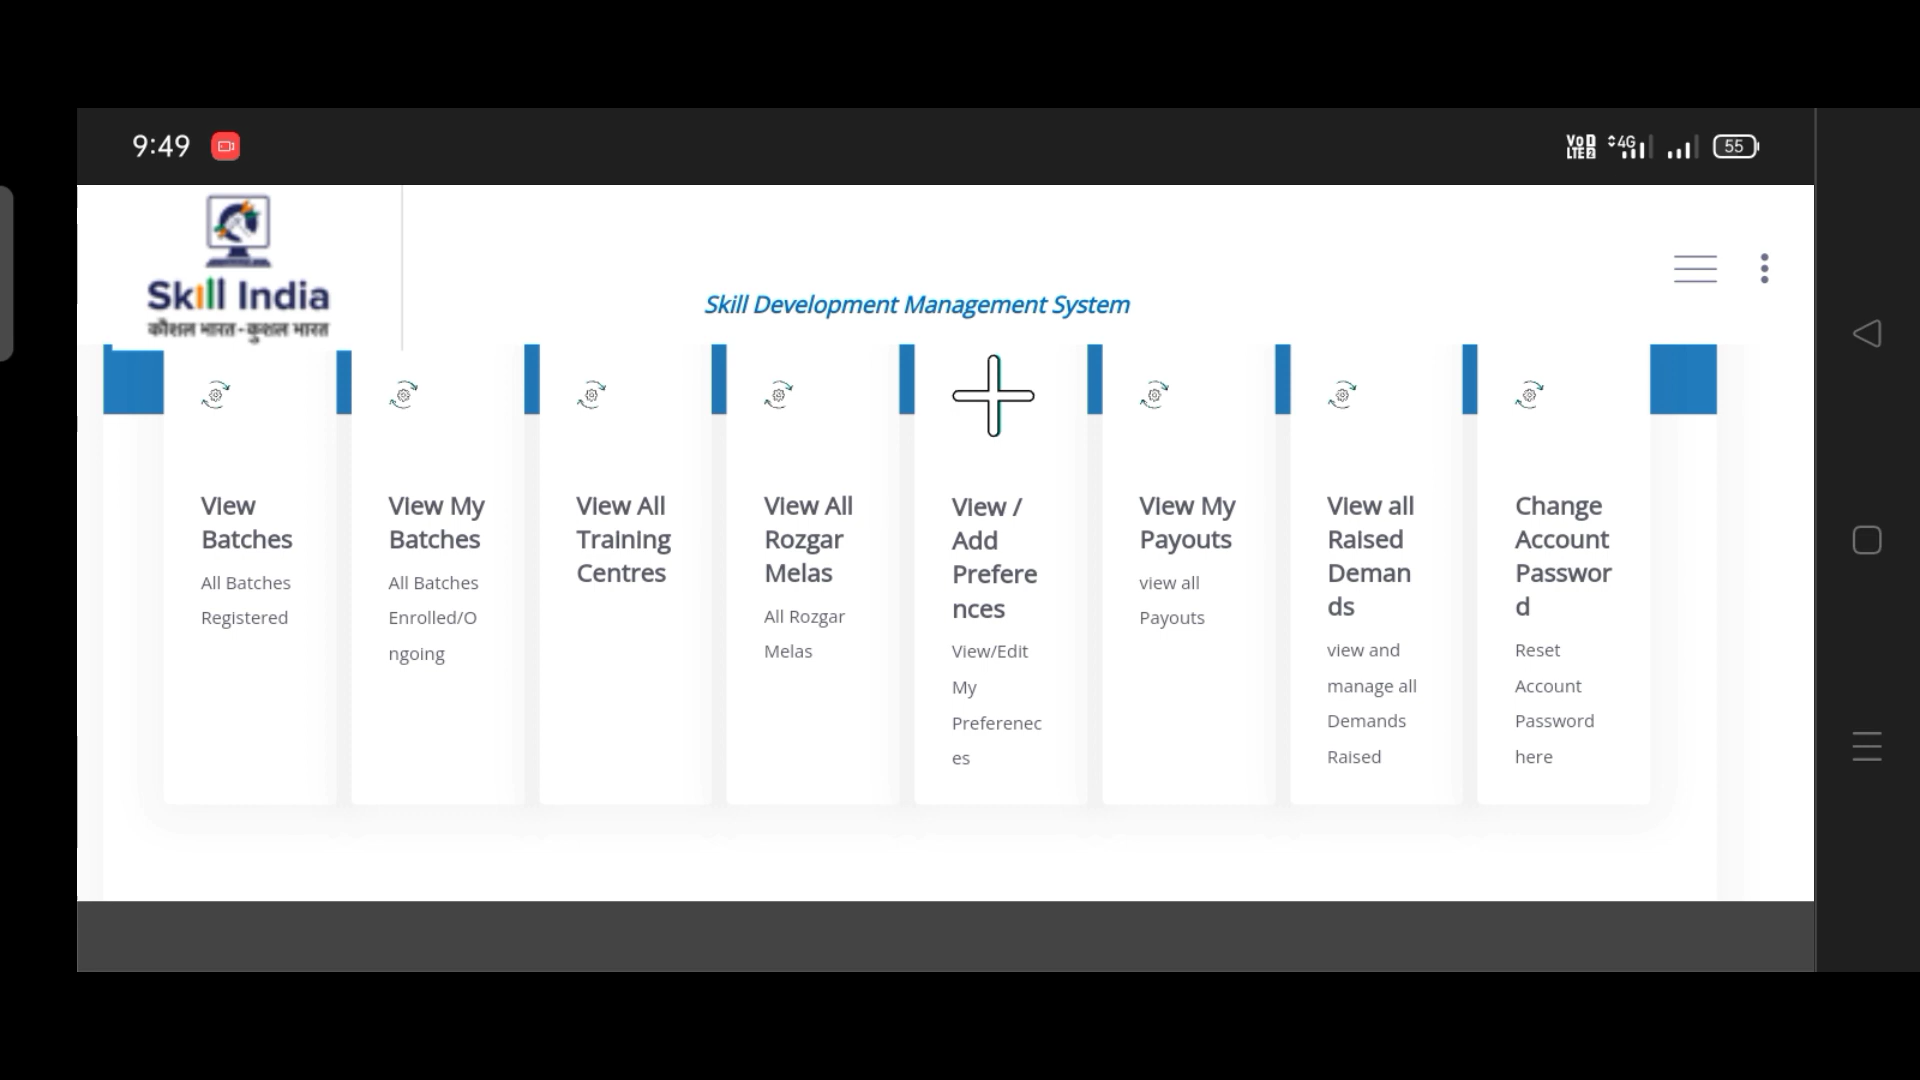 9:49
VoD 4G
LTE2
55
Skill India
कौशल भारत - कुशल भारत
Skill Development Management System
View
Batches
All Batches
Registered
View My
Batches
All Batches
Enrolled/O
ngoing
View All
Training
Centres
View All
Rozgar
Melas
All Rozgar
Melas
View /
Add
Prefere
nces
View/Edit
My
Preferenec
es
View My
Payouts
view all
Payouts
View all
Raised
Deman
ds
view and
manage all
Demands
Raised
Change
Account
Passwor
d
Reset
Account
Password
here